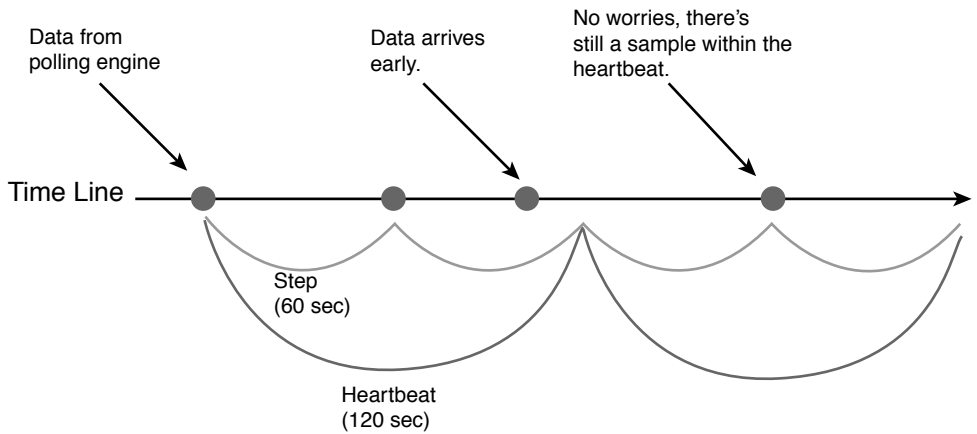 Data from
polling engine
Data arrives
early.
No worries, there's
still a sample within the
heartbeat.
Time Line
Step
(60 sec)
Heartbeat
(120 sec)